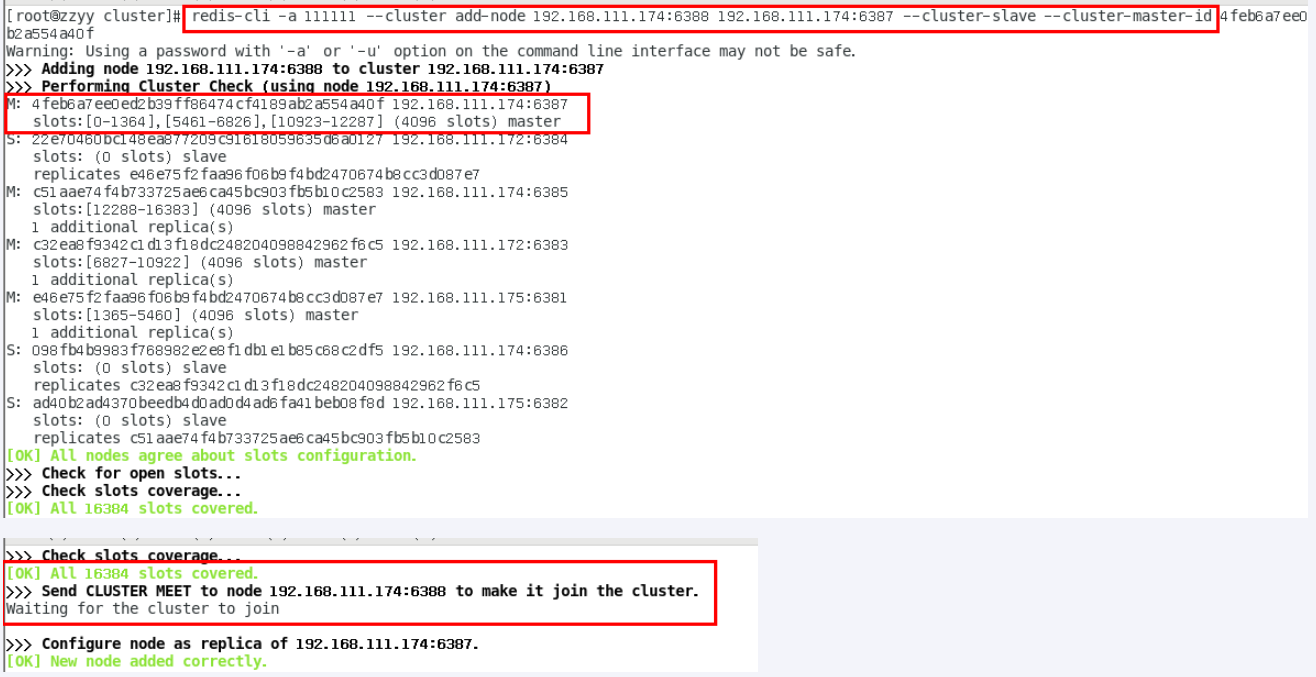 [root@zzyy cluster]# redis-cli -a 111111 --cluster add-node 192.168.111.174:6388 192.168.111.174:6387 --cluster-slave --cluster-master-id 4feb6a7ee0
b2a554a40f
Warning: Using a password with '-a' or '-u' option on the command line interface may not be safe.
>>> Adding node 192.168.111.174:6388 to cluster 192.168.111.174:6387
>>> Performing Cluster Check (using node 192.168.111.174:6387)
M: 4feb6a7ee0ed2b39ff86474cf4189ab2a554a40f 192.168.111.174:6387
slots:[0-1364],[5461-6826],[10923-12287] (4096 slots) master
S: 22e70460bc148ea877209c91618059635d6a0127 192.168.111.172:6384
slots: (0 slots) slave
replicates e46e75f2faa96f06b9f4bd2470674b8cc3d087e7
M: c51aae74f4b733725ae6ca45bc903fb5b10c2583 192.168.111.174:6385
slots:[12288-16383] (4096 slots) master
1 additional replica(s)
M: c32ea8f9342c1d13f18dc248204098842962f6c5 192.168.111.172:6383
slots:[6827-10922] (4096 slots) master
1 additional replica(s)
M: e46e75f2faa96f06b9f4bd2470674b8cc3d087e7 192.168.111.175:6381
slots:[1365-5460] (4096 slots) master
1 additional replica(s)
S: 098fb4b9983f768982e2e8f1db1e1b85c68c2df5 192.168.111.174:6386
slots: (0 slots) slave
replicates c32ea8f9342c1d13f18dc248204098842962f6c5
S: ad40b2ad4370beedb4d0ad0d4ad6fa41beb08f8d 192.168.111.175:6382
slots: (0 slots) slave
replicates c51aae74f4b733725ae6ca45bc903fb5b10c2583
[OK] All nodes agree about slots configuration.
>>> Check for open slots...
>>> Check slots coverage...
[OK] All 16384 slots covered.
>>> Check slots coverage...
[OK] All 16384 slots covered.
>>> Send CLUSTER MEET to node 192.168.111.174:6388 to make it join the cluster.
Waiting for the cluster to join
>>> Configure node as replica of 192.168.111.174:6387.
[OK] New node added correctly.